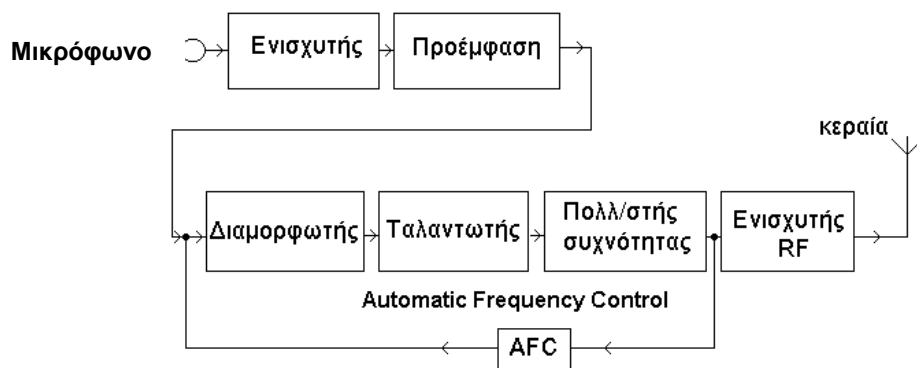 Μικρόφωνο
Ενισχυτής
Προέμφαση
κεραία
Διαμορφωτής
Ταλαντωτής
Πολλ/στής
συχνότητας
Ενισχυτής
RF
Automatic Frequency Control
AFC